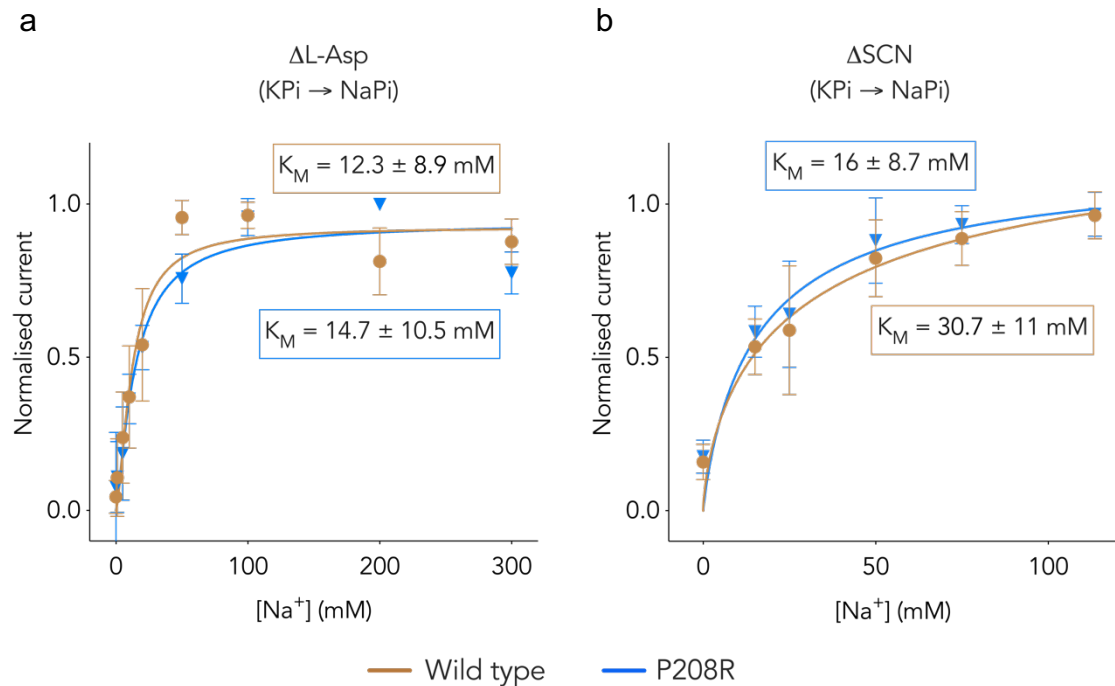 a
ΔL-Asp
(KPi → NaPi)
K_M = 12.3 ± 8.9 mM
K_M = 14.7 ± 10.5 mM
Normalised current
1.0
0.5
0.0
0 100 200 300
[Na⁺] (mM)
b
ΔSCN
(KPi → NaPi)
K_M = 16 ± 8.7 mM
K_M = 30.7 ± 11 mM
Normalised current
1.0
0.5
0.0
0 50 100
[Na⁺] (mM)
Wild type P208R